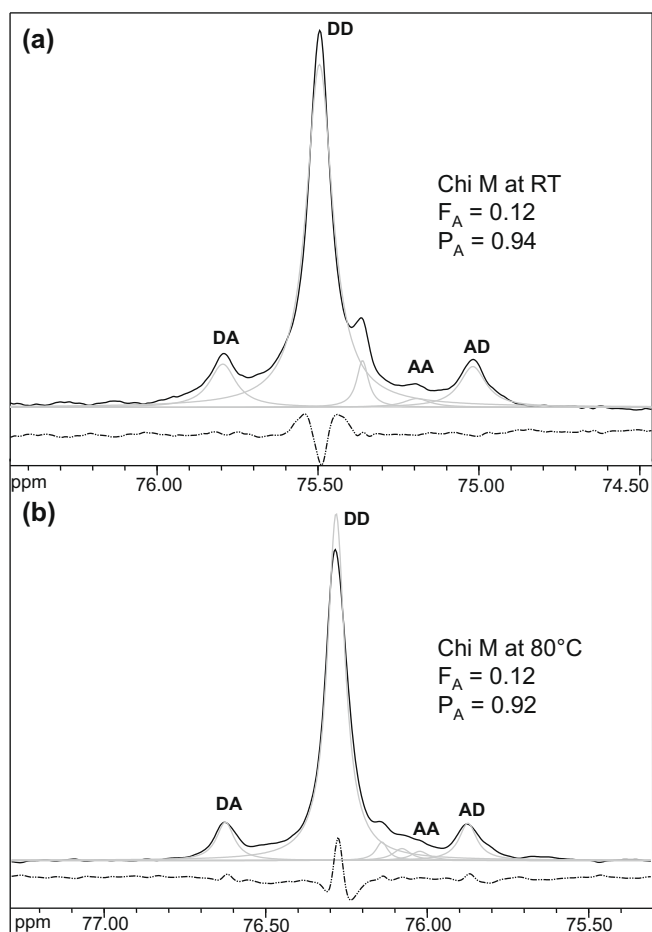 (a)
DD
Chi M at RT
F_A = 0.12
P_A = 0.94
DA
AA
AD
ppm 76.00 75.50 75.00 74.50
(b)
DD
Chi M at 80°C
F_A = 0.12
P_A = 0.92
DA
AA
AD
ppm 77.00 76.50 76.00 75.50